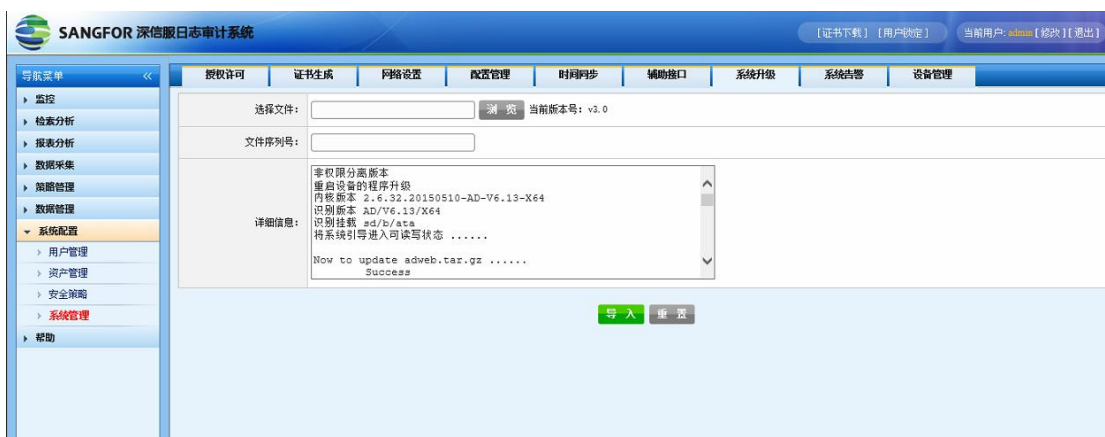 SANGFOR 深信服日志审计系统
[证书下载] [用户锁定] 当前用户: admin [修改] [退出]
导航菜单 «
授权许可 证书生成 网络设置 配置管理 时间同步 辅助接口 系统升级 系统告警 设备管理
监控
检索分析
报表分析
数据采集
策略管理
数据管理
系统配置
用户管理
资产管理
安全策略
系统管理
帮助
选择文件: 浏 览 当前版本号: v3.0
文件序列号:
详细信息:
非权限分离版本
重启设备的程序升级
内核版本 2.6.32.20150510-AD-V6.13-X64
识别版本 AD/V6.13/X64
识别挂载 sd/b/ata
将系统引导进入可读写状态 ......
Now to update adweb.tar.gz ......
Success
导 入 重 置